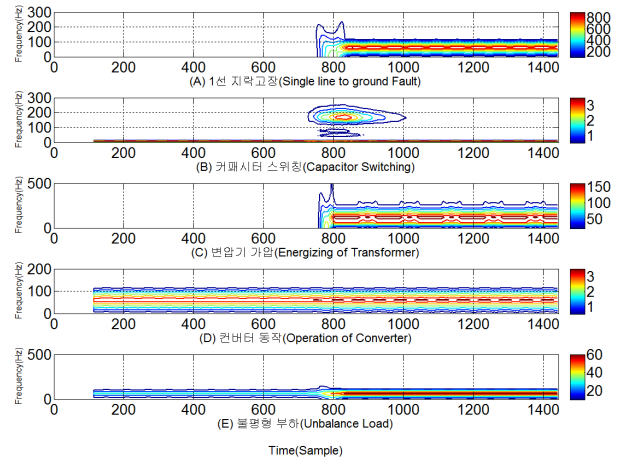 300
200
100
0
Frequency(Hz)
0 200 400 600 800 1000 1200 1400
800
600
400
200
(A) 1선 지락고장(Single line to ground Fault)
300
200
100
0
Frequency(Hz)
0 200 400 600 800 1000 1200 1400
3
2
1
(B) 커패시터 스위칭(Capacitor Switching)
500
0
Frequency(Hz)
0 200 400 600 800 1000 1200 1400
150
100
50
(C) 변압기 가압(Energizing of Transformer)
200
100
0
Frequency(Hz)
0 200 400 600 800 1000 1200 1400
3
2
1
(D) 컨버터 동작(Operation of Converter)
500
0
Frequency(Hz)
0 200 400 600 800 1000 1200 1400
60
40
20
(E) 불평형 부하(Unbalance Load)
Time(Sample)